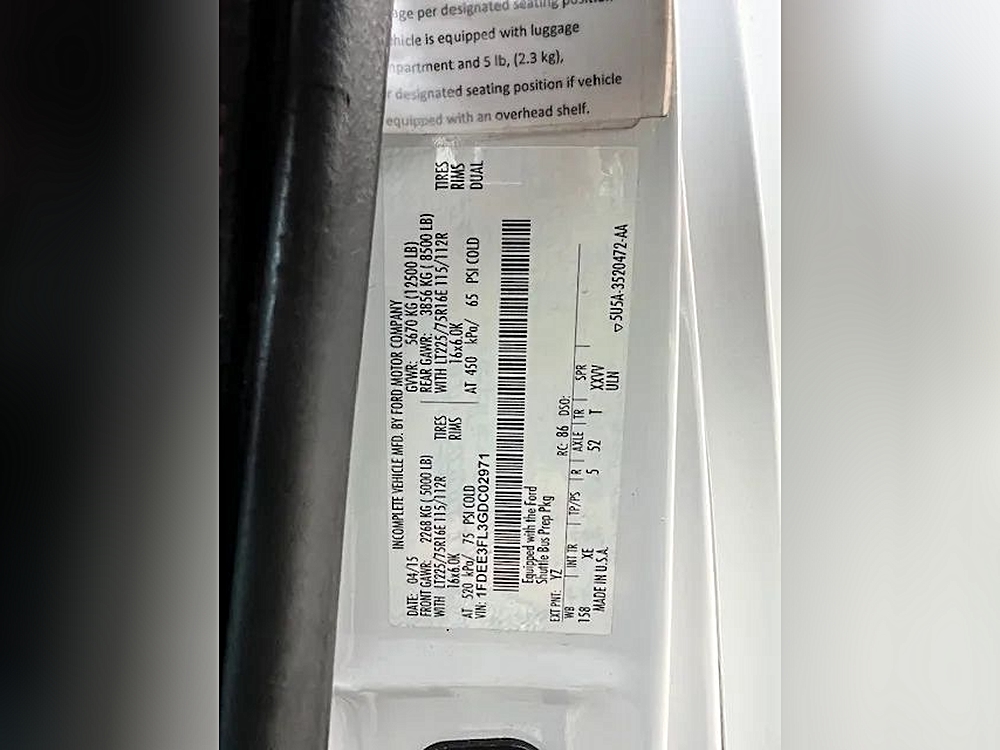 age per designated seating position
hicle is equipped with luggage
partment and 5 lb, (2.3 kg),
r designated seating position if vehicle
equipped with an overhead shelf.
INCOMPLETE VEHICLE MFD. BY FORD MOTOR COMPANY
DATE: 04/15 GVWR: 5670 KG (12500 LB)
FRONT GAWR: 2268 KG ( 5000 LB) REAR GAWR: 3856 KG ( 8500 LB)
WITH LT225/75R16E 115/112R TIRES WITH LT225/75R16E 115/112R TIRES
16x6.0K RIMS 16x6.0K RIMS
AT 520 kPa/ 75 PSI COLD AT 450 kPa/ 65 PSI COLD DUAL
VIN: 1FDEE3FL3GDC02971
Equipped with the Ford
Shuttle Bus Prep Pkg
EXT PNT: YZ RC: 86 DSO:
WB INT TR TP/PS R AXLE TR SPR
158 XE 5 52 T XXVV
MADE IN U.S.A. ULN
▽5U5A-3520472-AA